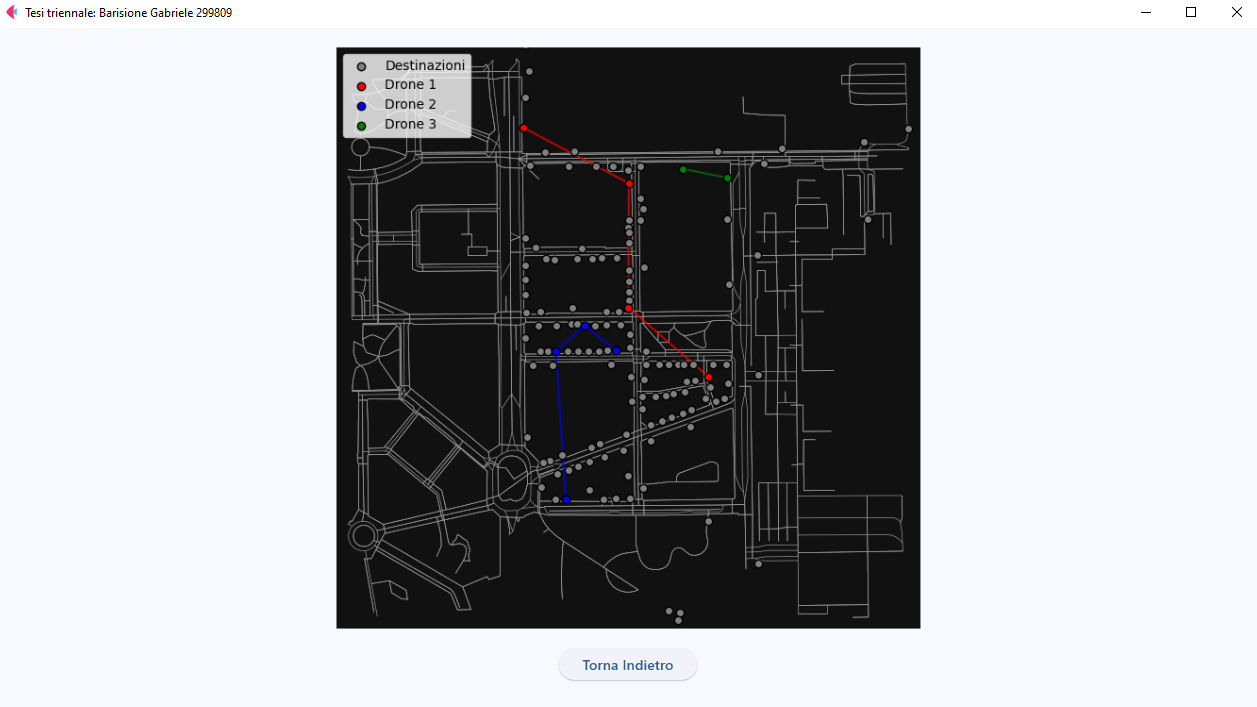 Tesi triennale: Barisione Gabriele 299809
Destinazioni
Drone 1
Drone 2
Drone 3
Torna Indietro